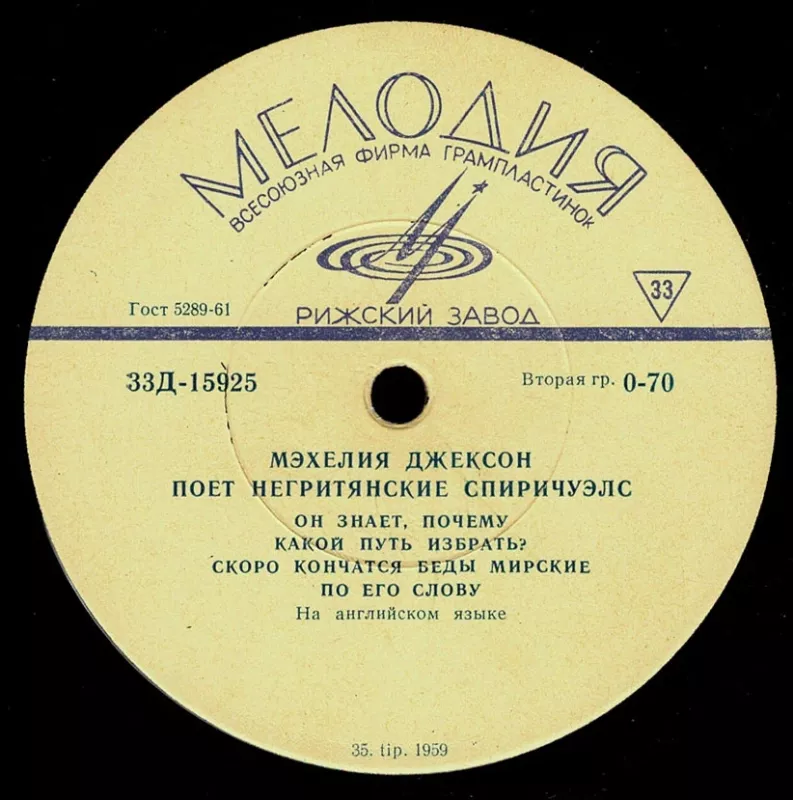 МЕЛОДИЯ
ВСЕСОЮЗНАЯ ФИРМА ГРАМПЛАСТИНОК
33
Гост 5289-61
РИЖСКИЙ ЗАВОД
33Д-15925
Вторая гр. 0-70
МЭХЕЛИЯ ДЖЕКСОН
ПОЕТ НЕГРИТЯНСКИЕ СПИРИЧУЭЛС
ОН ЗНАЕТ, ПОЧЕМУ
КАКОЙ ПУТЬ ИЗБРАТЬ?
СКОРО КОНЧАТСЯ БЕДЫ МИРСКИЕ
ПО ЕГО СЛОВУ
На английском языке
35. tip. 1959